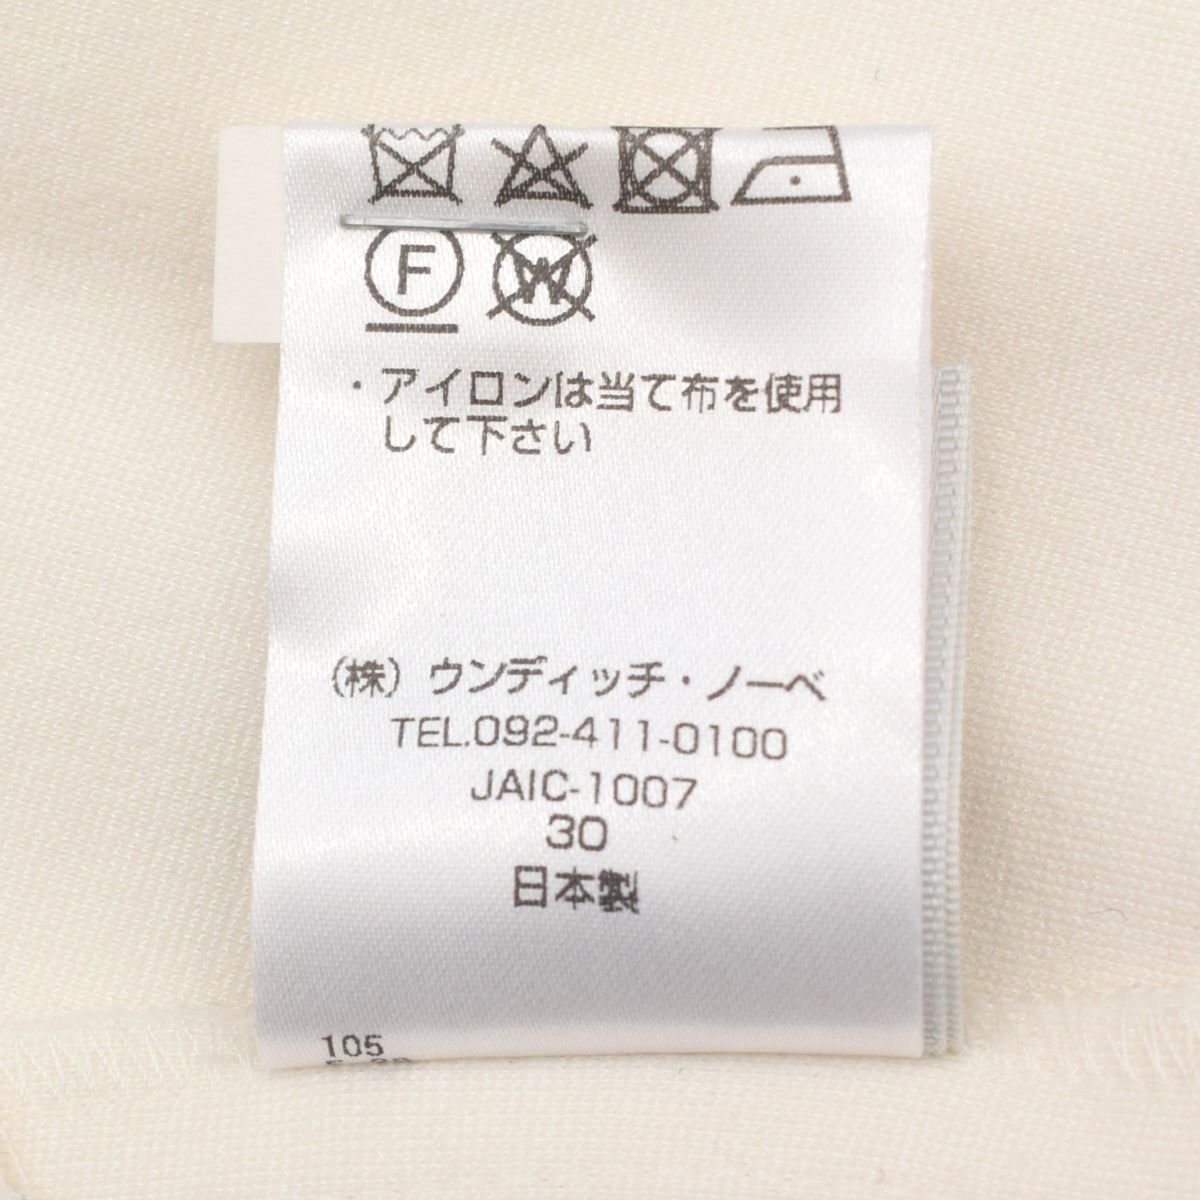 F
W
・アイロンは当て布を使用
して下さい
(株) ウンディッチ・ノーベ
TEL.092-411-0100
JAIC-1007
30
日本製
105